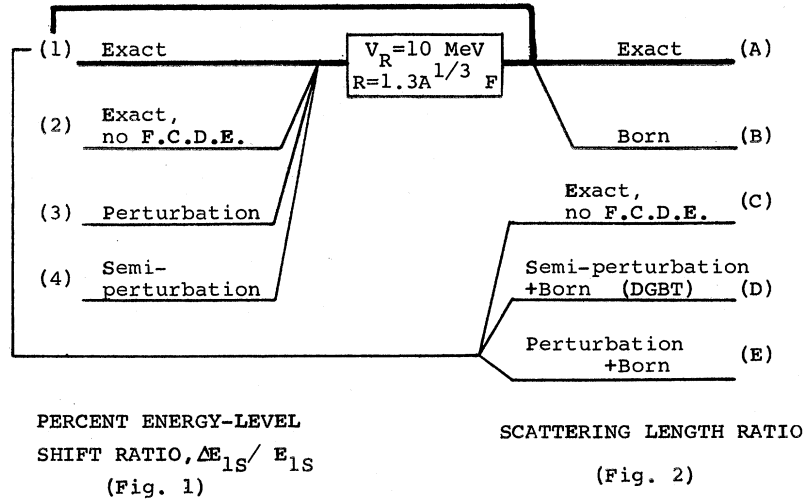 (1) Exact
V_R=10 MeV
R=1.3A^1/3 F
Exact (A)
(2) Exact,
no F.C.D.E.
Born (B)
(3) Perturbation
Exact,
no F.C.D.E. (C)
(4) Semi-
perturbation
Semi-perturbation
+Born (DGBT) (D)
Perturbation
+Born (E)
PERCENT ENERGY-LEVEL
SHIFT RATIO, ΔE_1S / E_1S
(Fig. 1)
SCATTERING LENGTH RATIO
(Fig. 2)